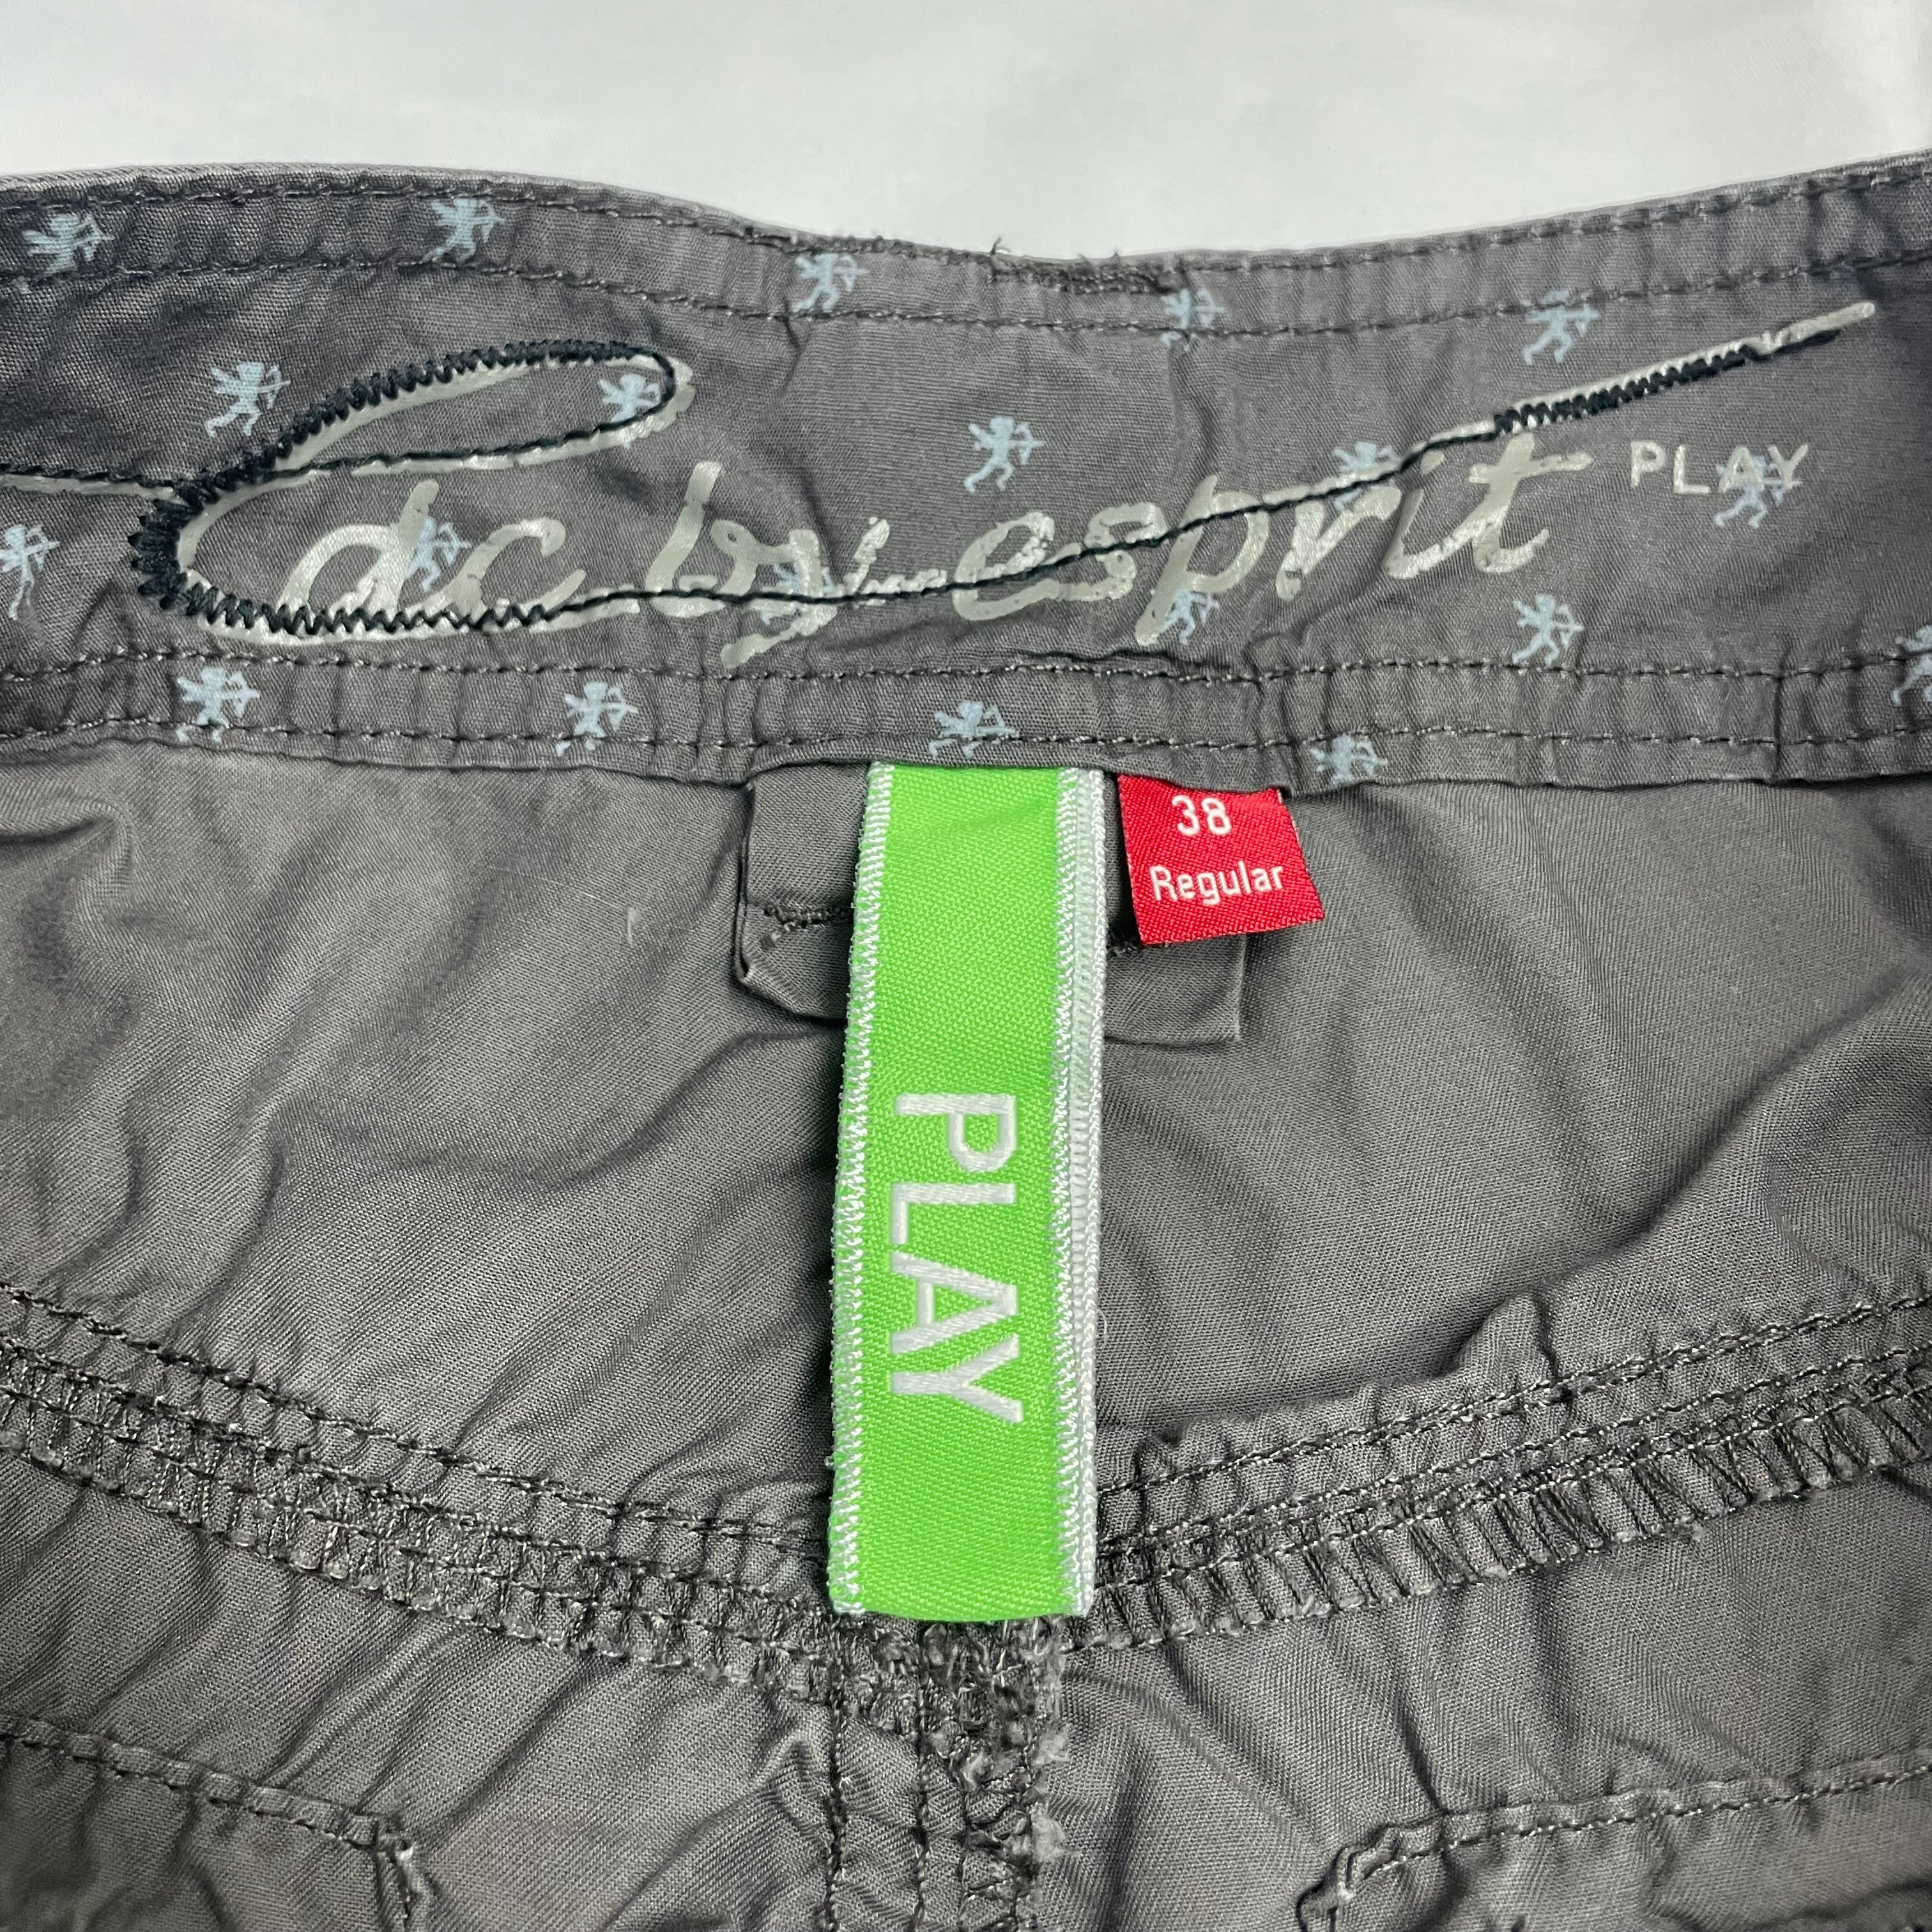 edc by esprit PLAY
38
Regular
PLAY